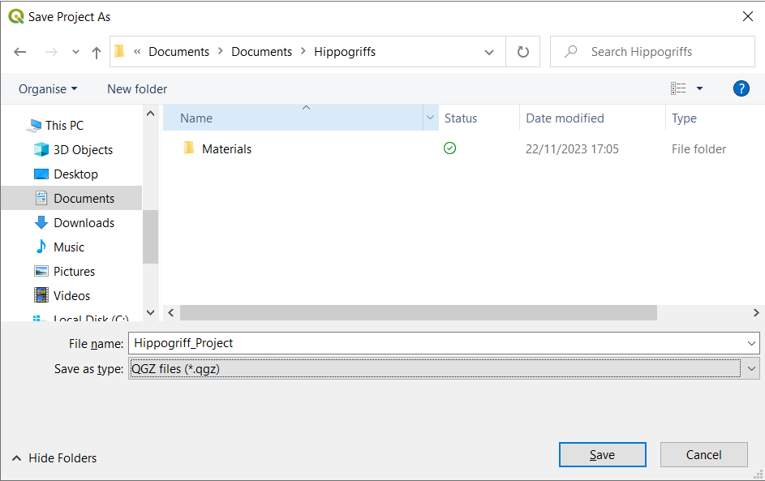 Save Project As
« Documents > Documents > Hippogriffs
Search Hippogriffs
Organise
New folder
Name
Status
Date modified
Type
This PC
3D Objects
Desktop
Documents
Downloads
Music
Pictures
Videos
Local Disk (C:)
Materials
22/11/2023 17:05
File folder
File name:
Hippogriff_Project
Save as type:
QGZ files (*.qgz)
Hide Folders
Save
Cancel